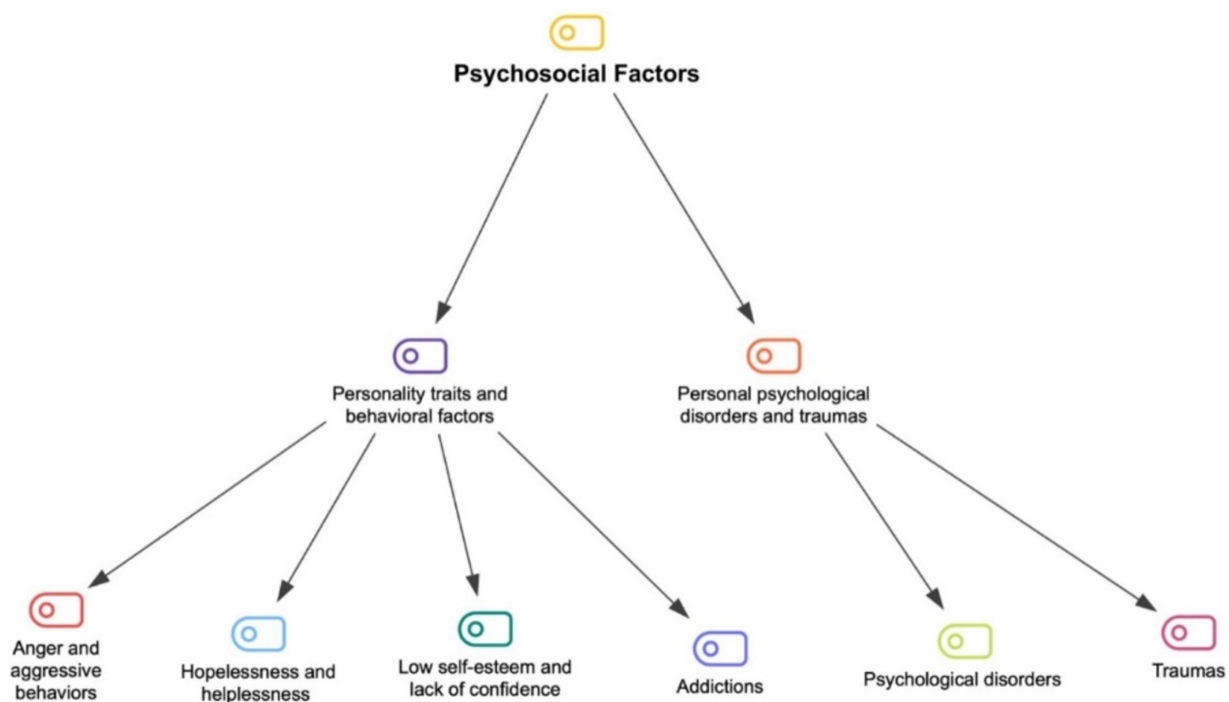 Psychosocial Factors
Personality traits and
behavioral factors
Personal psychological
disorders and traumas
Anger and
aggressive
behaviors
Hopelessness and
helplessness
Low self-esteem and
lack of confidence
Addictions
Psychological disorders
Traumas